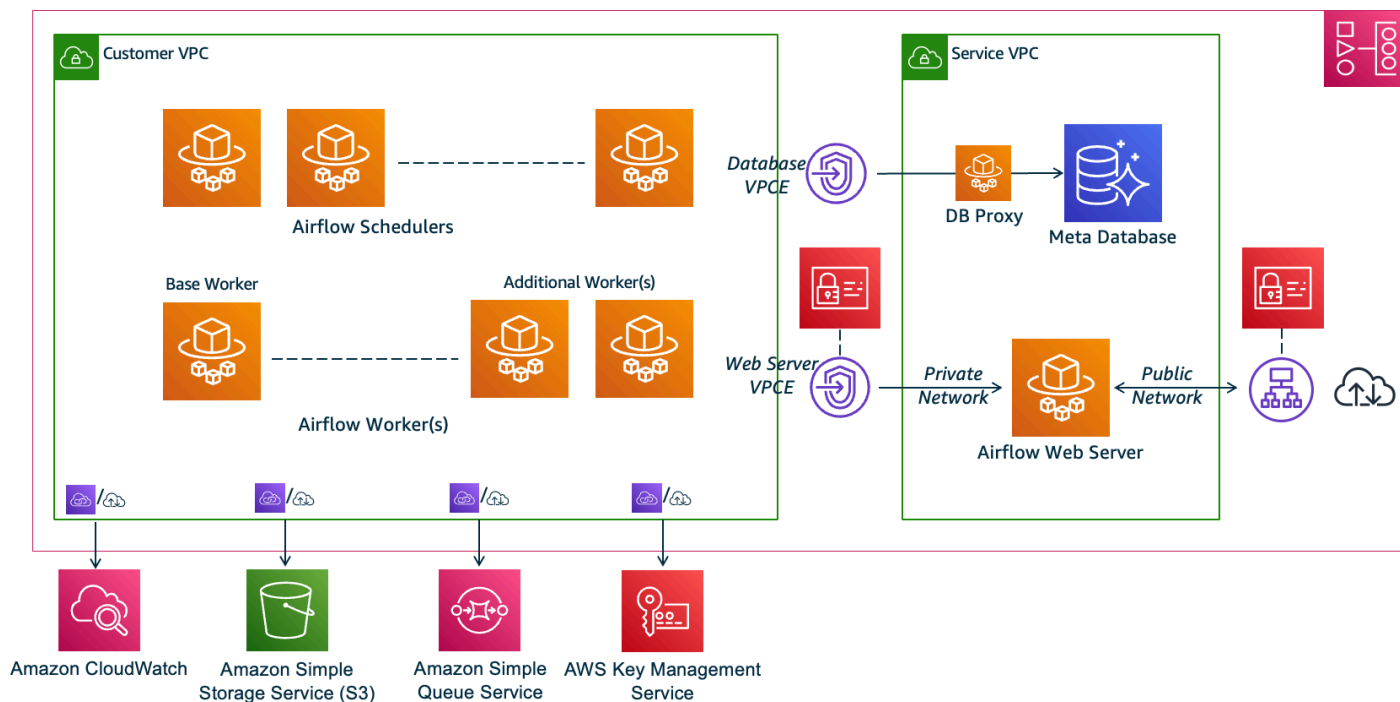 Customer VPC
Service VPC
Database
VPCE
DB Proxy
Meta Database
Airflow Schedulers
Base Worker
Additional Worker(s)
Web Server
VPCE
Private
Network
Public
Network
Airflow Worker(s)
Airflow Web Server
/
/
/
/
Amazon CloudWatch
Amazon Simple
Storage Service (S3)
Amazon Simple
Queue Service
AWS Key Management
Service